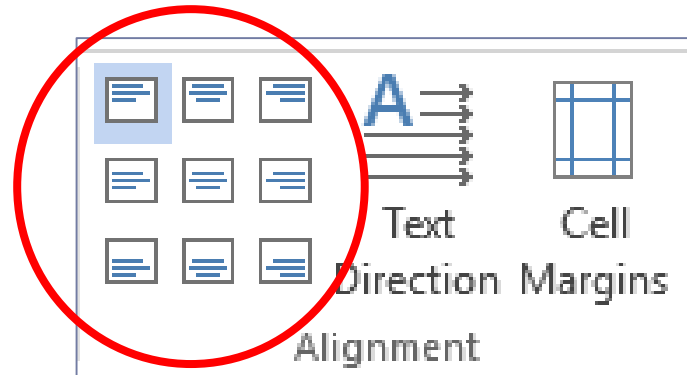 A
Text
Direction
Cell
Margins
Alignment